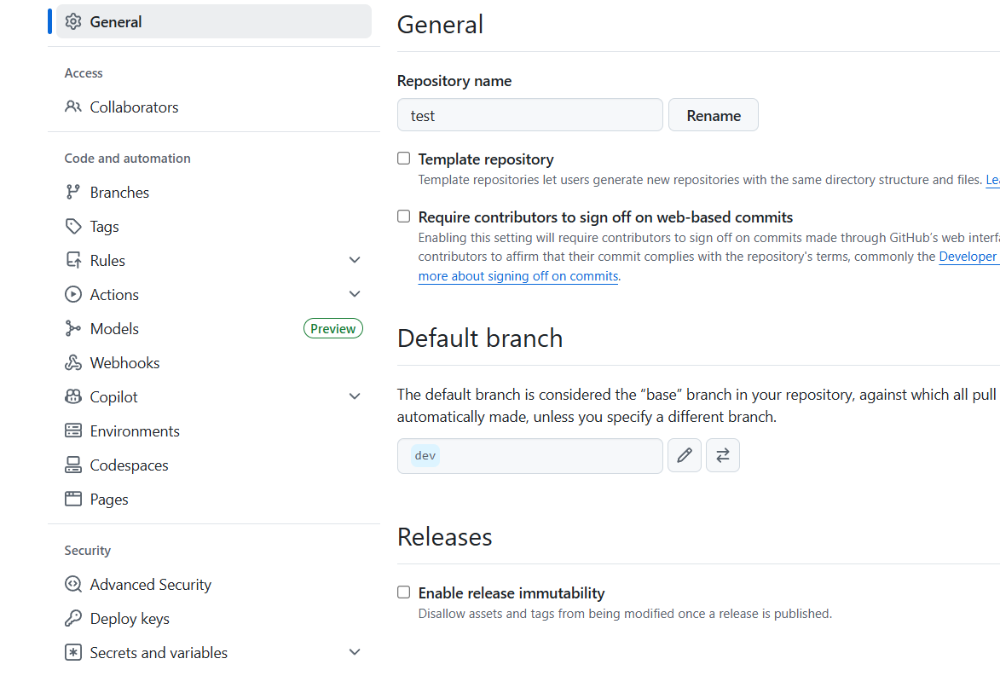 General
Access
Collaborators
Code and automation
Branches
Tags
Rules
Actions
Models
Preview
Webhooks
Copilot
Environments
Codespaces
Pages
Security
Advanced Security
Deploy keys
Secrets and variables
General
Repository name
test
Rename
Template repository
Template repositories let users generate new repositories with the same directory structure and files.
Require contributors to sign off on web-based commits
Enabling this setting will require contributors to sign off on commits made through GitHub's web
contributors to affirm that their commit complies with the repository's terms, commonly the Developer
more about signing off on commits.
Default branch
The default branch is considered the “base” branch in your repository, against which all pull
automatically made, unless you specify a different branch.
dev
Releases
Enable release immutability
Disallow assets and tags from being modified once a release is published.